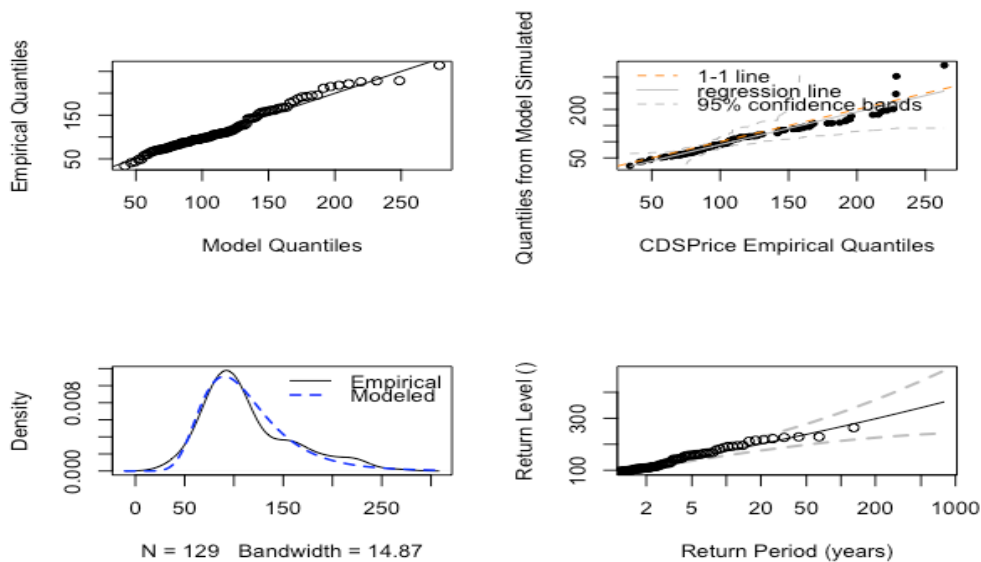 Empirical Quantiles
50
150
50
100
150
200
250
Model Quantiles
Quantiles from Model Simulated
50
200
1-1 line
regression line
95% confidence bands
50
100
150
200
250
CDSPrice Empirical Quantiles
Density
0.000
0.008
Empirical
Modeled
0
50
150
250
N = 129 Bandwidth = 14.87
Return Level ()
100
300
2
5
20
50
200
1000
Return Period (years)